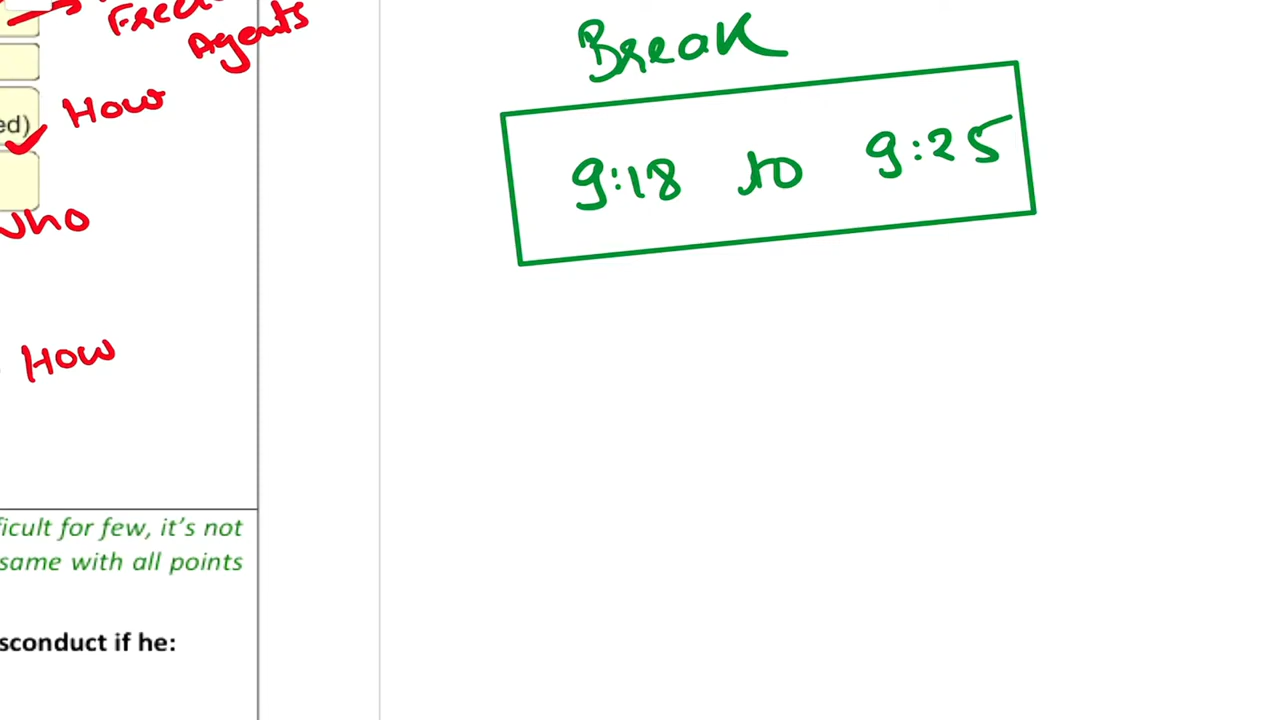 Agents
Break
ed)
How
9:18 to 9:25
who
How
ficult for few, it's not
same with all points
sconduct if he: